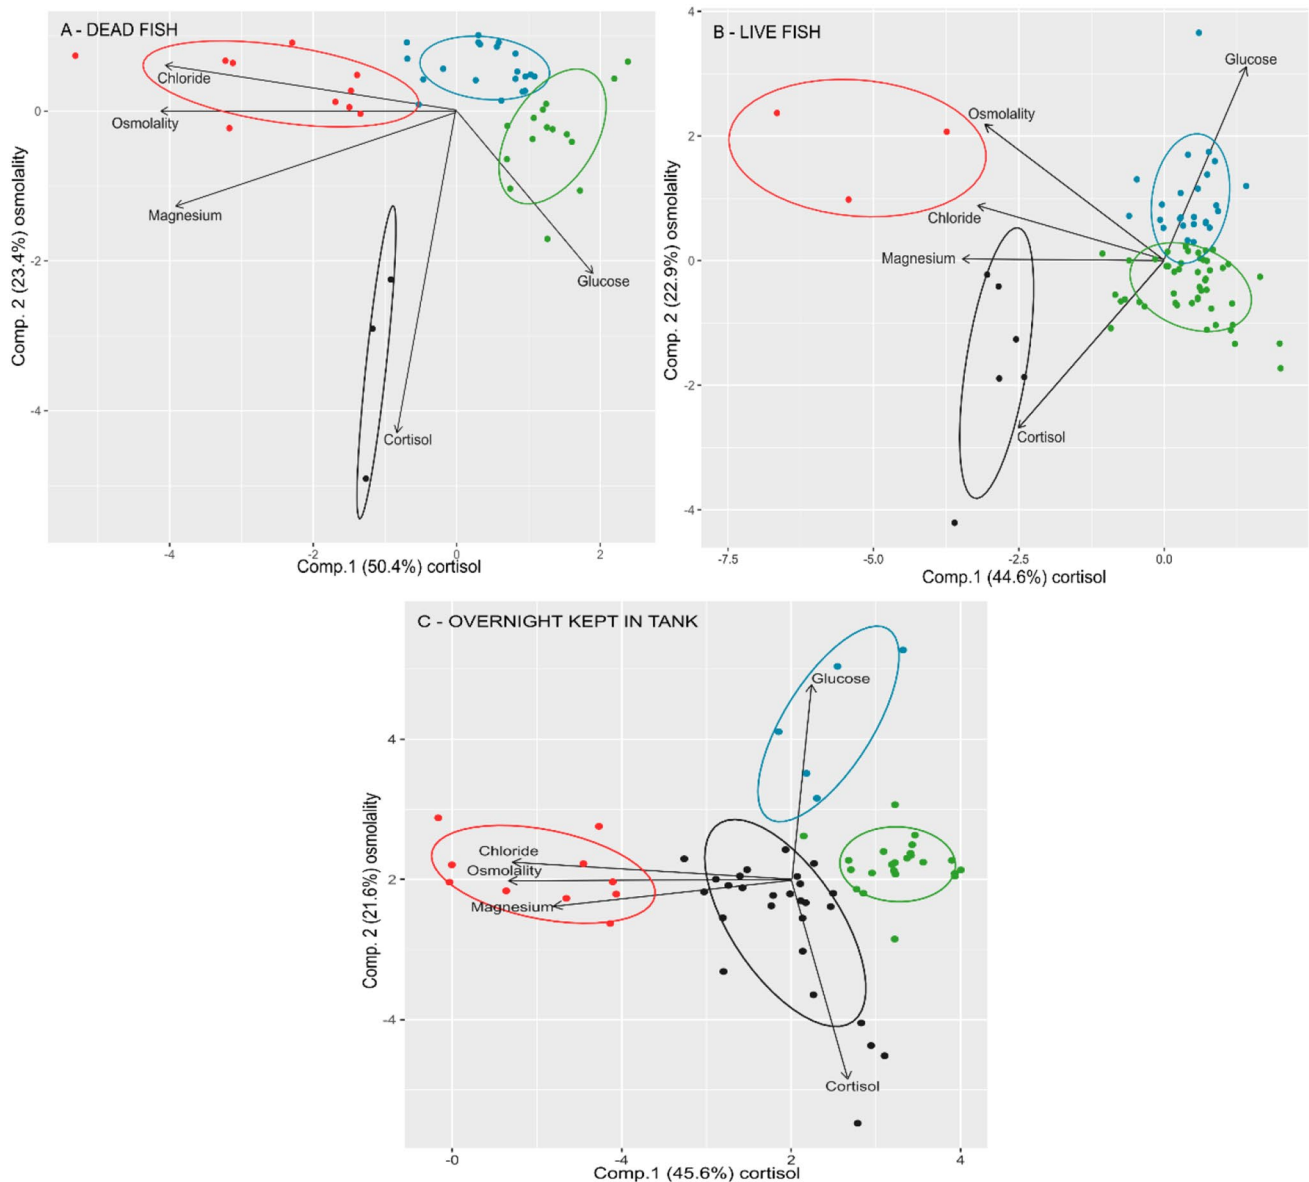 A - DEAD FISH
Chloride
0
Osmolality
Magnesium
-2
Glucose
-4
Cortisol
-4
-2
0
2
Comp. 2 (23.4%) osmolality
Comp.1 (50.4%) cortisol
4
B - LIVE FISH
Glucose
Osmolality
2
Chloride
Magnesium
0
-2
Cortisol
-4
-7.5
-5.0
-2.5
0.0
Comp. 2 (22.9%) osmolality
Comp.1 (44.6%) cortisol
C - OVERNIGHT KEPT IN TANK
Glucose
4
Chloride
Osmolality
2
Magnesium
-4
Cortisol
-0
-4
2
4
Comp. 2 (21.6%) osmolality
Comp.1 (45.6%) cortisol